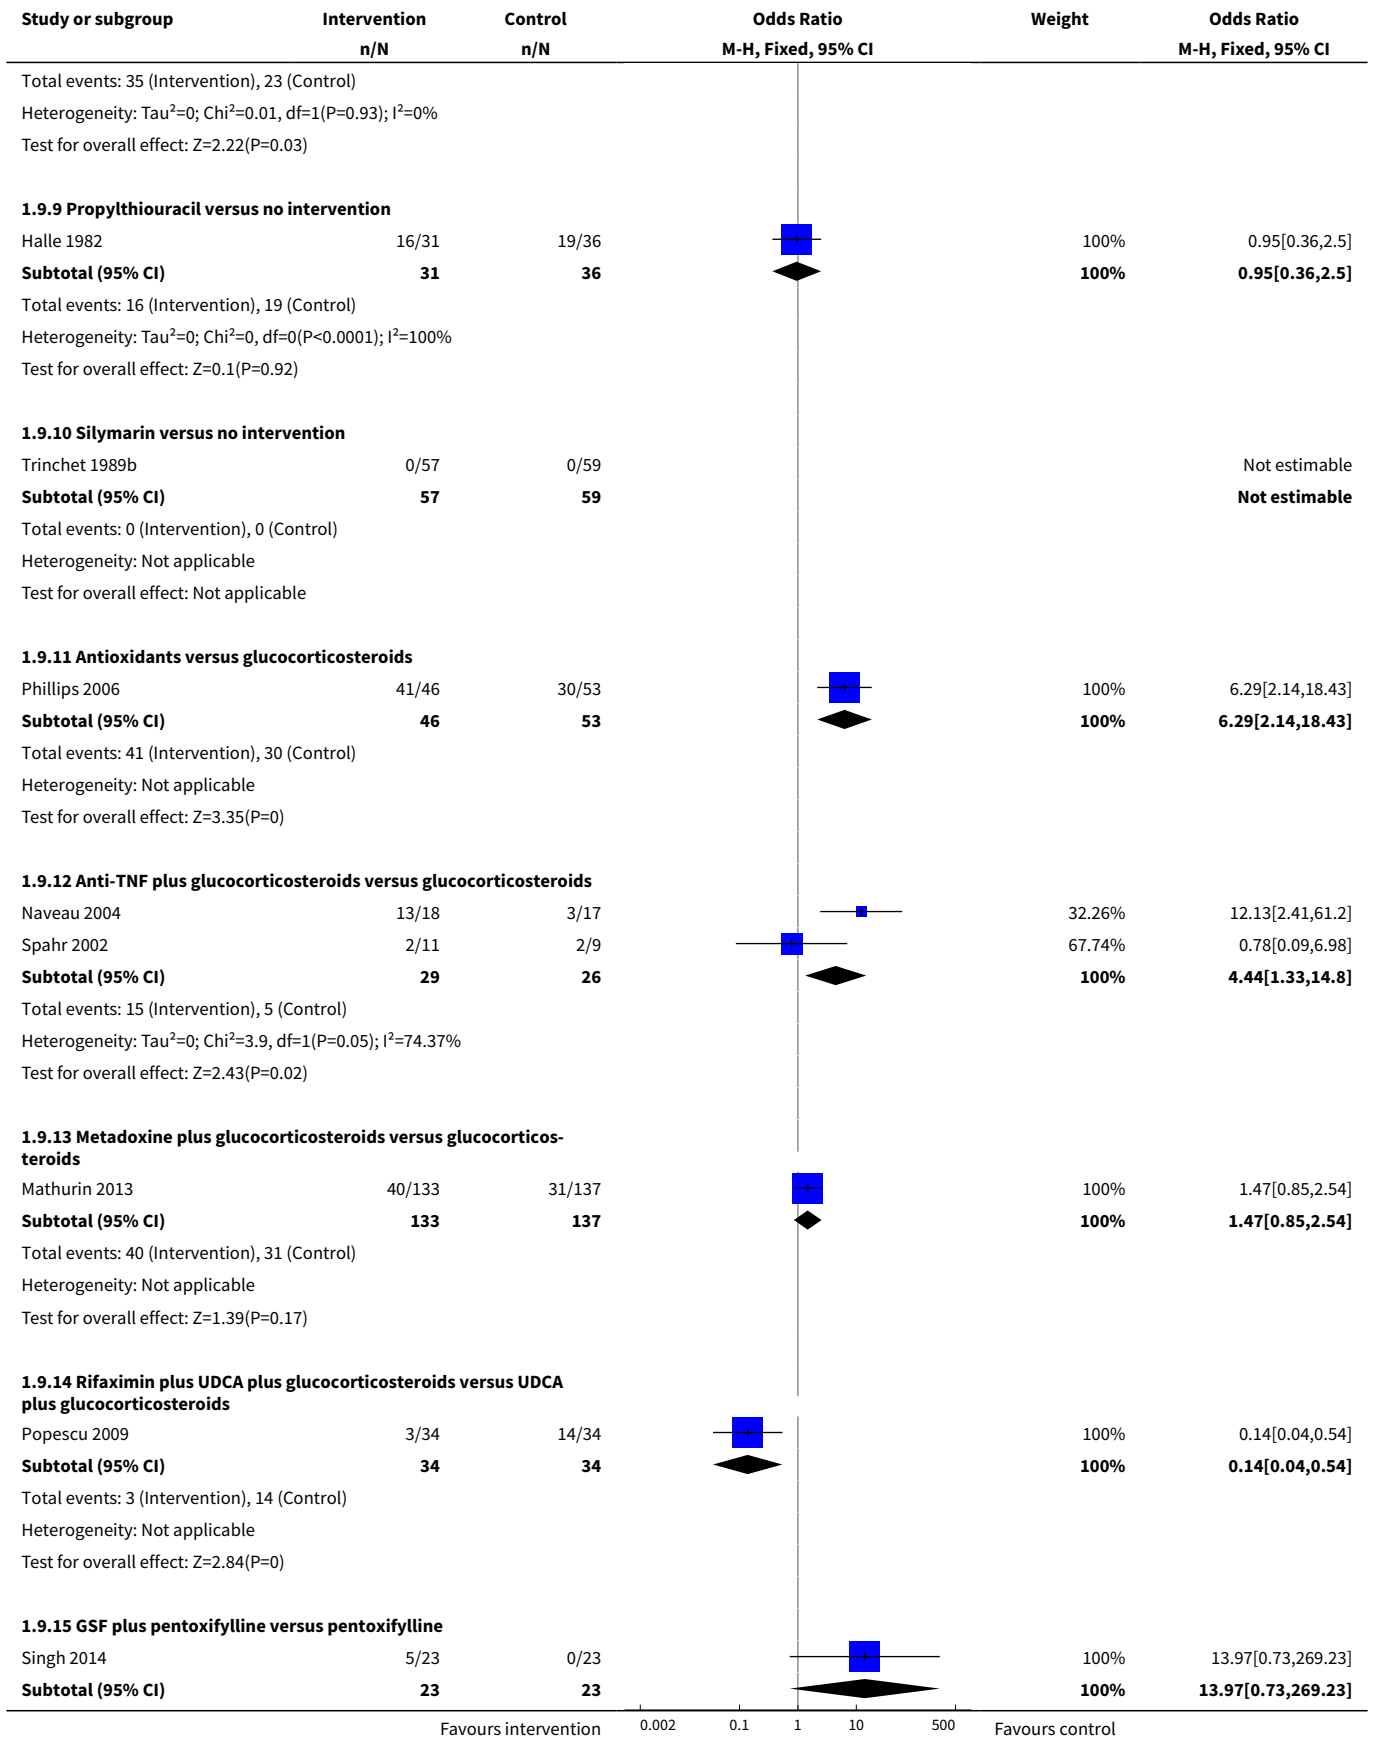 Study or subgroup Intervention Control Odds Ratio Weight Odds Ratio
n/N n/N M-H, Fixed, 95% CI M-H, Fixed, 95% CI
Total events: 35 (Intervention), 23 (Control)
Heterogeneity: Tau²=0; Chi²=0.01, df=1(P=0.93); I²=0%
Test for overall effect: Z=2.22(P=0.03)
1.9.9 Propylthiouracil versus no intervention
Halle 1982 16/31 19/36 100% 0.95[0.36,2.5]
Subtotal (95% CI) 31 36 100% 0.95[0.36,2.5]
Total events: 16 (Intervention), 19 (Control)
Heterogeneity: Tau²=0; Chi²=0, df=0(P<0.0001); I²=100%
Test for overall effect: Z=0.1(P=0.92)
1.9.10 Silymarin versus no intervention
Trinchet 1989b 0/57 0/59 Not estimable
Subtotal (95% CI) 57 59 Not estimable
Total events: 0 (Intervention), 0 (Control)
Heterogeneity: Not applicable
Test for overall effect: Not applicable
1.9.11 Antioxidants versus glucocorticosteroids
Phillips 2006 41/46 30/53 100% 6.29[2.14,18.43]
Subtotal (95% CI) 46 53 100% 6.29[2.14,18.43]
Total events: 41 (Intervention), 30 (Control)
Heterogeneity: Not applicable
Test for overall effect: Z=3.35(P=0)
1.9.12 Anti-TNF plus glucocorticosteroids versus glucocorticosteroids
Naveau 2004 13/18 3/17 32.26% 12.13[2.41,61.2]
Spahr 2002 2/11 2/9 67.74% 0.78[0.09,6.98]
Subtotal (95% CI) 29 26 100% 4.44[1.33,14.8]
Total events: 15 (Intervention), 5 (Control)
Heterogeneity: Tau²=0; Chi²=3.9, df=1(P=0.05); I²=74.37%
Test for overall effect: Z=2.43(P=0.02)
1.9.13 Metadoxine plus glucocorticosteroids versus glucocorticos-
teroids
Mathurin 2013 40/133 31/137 100% 1.47[0.85,2.54]
Subtotal (95% CI) 133 137 100% 1.47[0.85,2.54]
Total events: 40 (Intervention), 31 (Control)
Heterogeneity: Not applicable
Test for overall effect: Z=1.39(P=0.17)
1.9.14 Rifaximin plus UDCA plus glucocorticosteroids versus UDCA
plus glucocorticosteroids
Popescu 2009 3/34 14/34 100% 0.14[0.04,0.54]
Subtotal (95% CI) 34 34 100% 0.14[0.04,0.54]
Total events: 3 (Intervention), 14 (Control)
Heterogeneity: Not applicable
Test for overall effect: Z=2.84(P=0)
1.9.15 GSF plus pentoxifylline versus pentoxifylline
Singh 2014 5/23 0/23 100% 13.97[0.73,269.23]
Subtotal (95% CI) 23 23 100% 13.97[0.73,269.23]
Favours intervention 0.002 0.1 1 10 500 Favours control